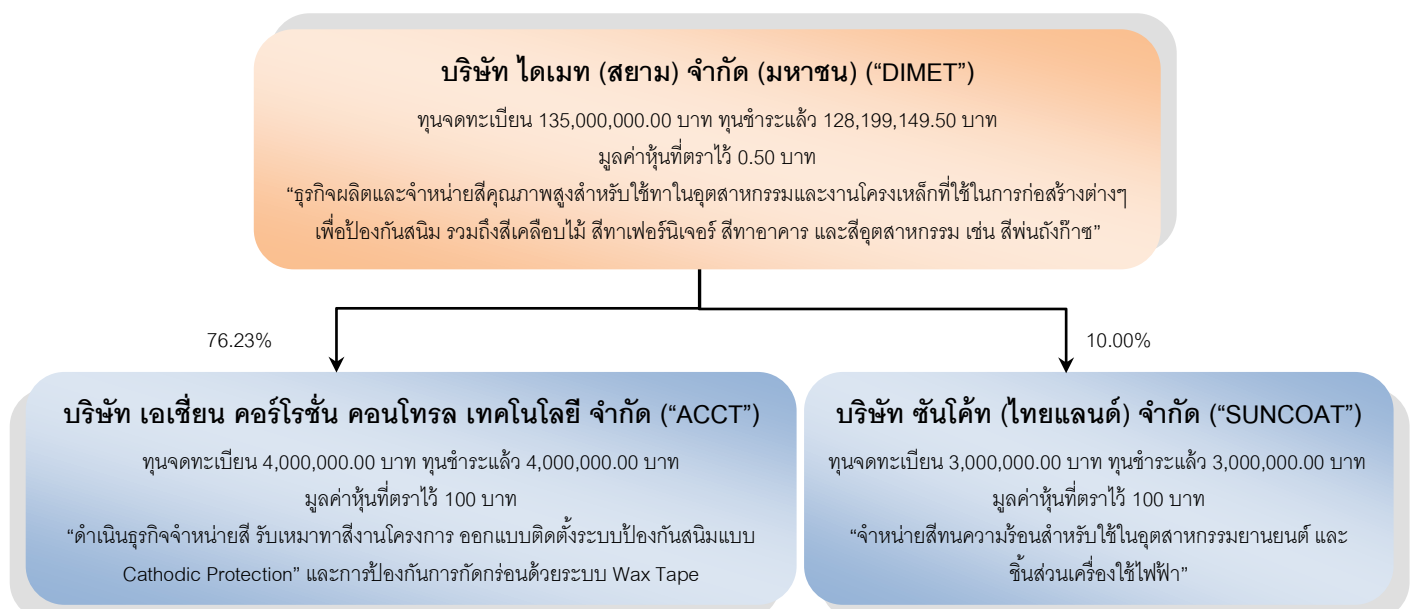 บริษัท ไดเมท (สยาม) จำกัด (มหาชน) (“DIMET”)
ทุนจดทะเบียน 135,000,000.00 บาท ทุนชำระแล้ว 128,199,149.50 บาท
มูลค่าหุ้นที่ตราไว้ 0.50 บาท
“ธุรกิจผลิตและจำหน่ายสีคุณภาพสูงสำหรับใช้ทาในอุตสาหกรรมและงานโครงเหล็กที่ใช้ในการก่อสร้างต่างๆ
เพื่อป้องกันสนิม รวมถึงสีเคลือบไม้ สีทาเฟอร์นิเจอร์ สีทาอาคาร และสีอุตสาหกรรม เช่น สีพ่นถังก๊าซ”
76.23%
10.00%
บริษัท เอเชี่ยน คอร์โรชั่น คอนโทรล เทคโนโลยี จำกัด (“ACCT”)
ทุนจดทะเบียน 4,000,000.00 บาท ทุนชำระแล้ว 4,000,000.00 บาท
มูลค่าหุ้นที่ตราไว้ 100 บาท
“ดำเนินธุรกิจจำหน่ายสี รับเหมาทาสีงานโครงการ ออกแบบติดตั้งระบบป้องกันสนิมแบบ
Cathodic Protection” และการป้องกันการกัดกร่อนด้วยระบบ Wax Tape
บริษัท ซันโค้ท (ไทยแลนด์) จำกัด (“SUNCOAT”)
ทุนจดทะเบียน 3,000,000.00 บาท ทุนชำระแล้ว 3,000,000.00 บาท
มูลค่าหุ้นที่ตราไว้ 100 บาท
“จำหน่ายสีทนความร้อนสำหรับใช้ในอุตสาหกรรมยานยนต์ และ
ชิ้นส่วนเครื่องใช้ไฟฟ้า”